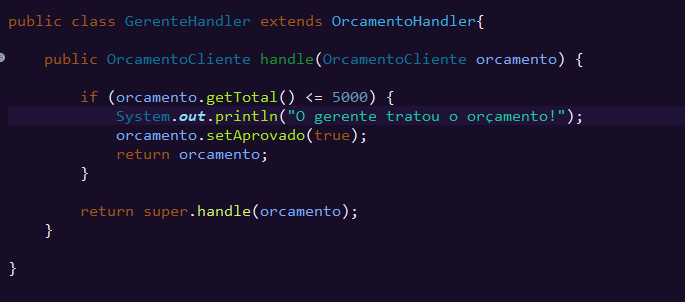 public class GerenteHandler extends OrcamentoHandler{
public OrcamentoCliente handle(OrcamentoCliente orcamento) {
if (orcamento.getTotal() <= 5000) {
System.out.println("O gerente tratou o orçamento!");
orcamento.setAprovado(true);
return orcamento;
}
return super.handle(orcamento);
}
}